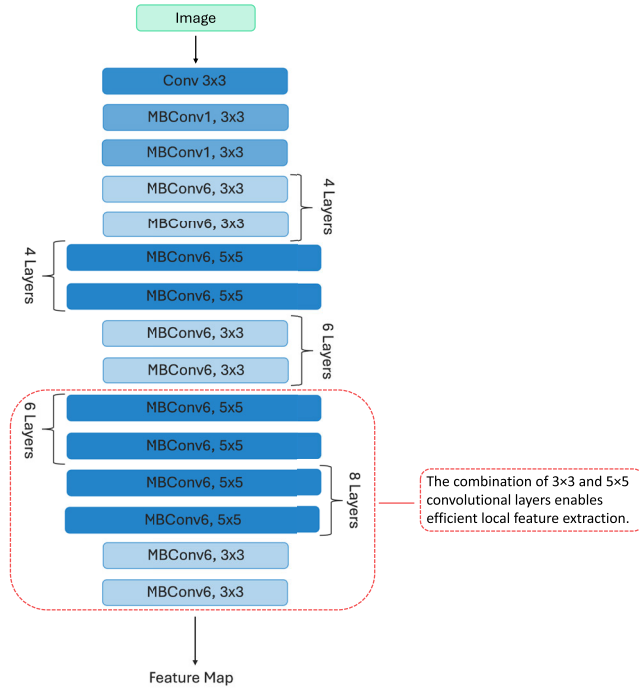 Image
Conv 3x3
MBConv1, 3x3
MBConv1, 3x3
MBConv6, 3x3
MBConv6, 3x3
4 Layers
MBConv6, 5x5
MBConv6, 5x5
4 Layers
MBConv6, 3x3
MBConv6, 3x3
6 Layers
MBConv6, 5x5
MBConv6, 5x5
6 Layers
MBConv6, 5x5
MBConv6, 5x5
8 Layers
MBConv6, 3x3
MBConv6, 3x3
The combination of 3×3 and 5×5
convolutional layers enables
efficient local feature extraction.
Feature Map